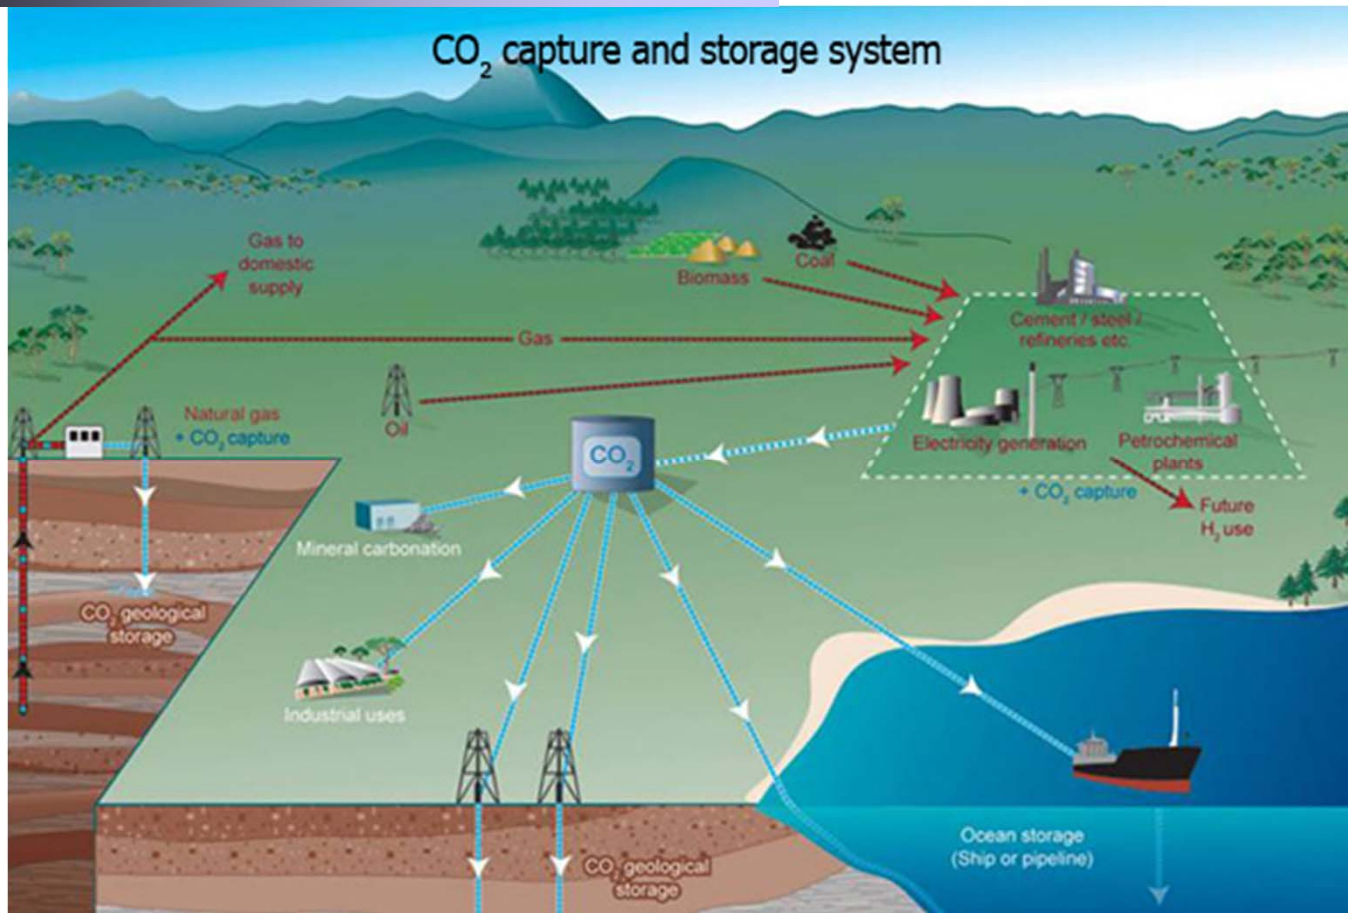 CO₂ capture and storage system
Gas to
domestic
supply
Biomass
Coal
Cement / steel /
refineries etc.
Gas
Oil
Natural gas
+ CO₂ capture
CO₂
Electricity generation
Petrochemical
plants
+ CO₂ capture
Future
H₂ use
Mineral carbonation
CO₂ geological
storage
Industrial uses
Ocean storage
(Ship or pipeline)
CO₂ geological
storage